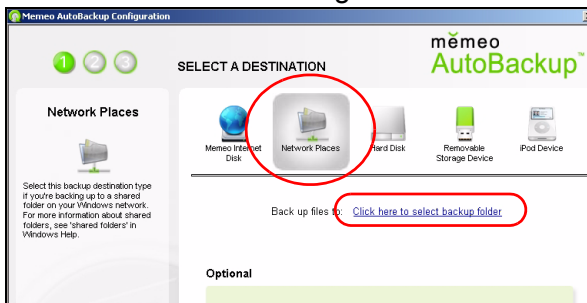 Memeo AutoBackup Configuration
1 2 3
SELECT A DESTINATION
mĕmeo
AutoBackup™
Network Places
Select this backup destination type
if you're backing up to a shared
folder on your Windows network.
For more information about shared
folders, see 'shared folders' in
Windows Help.
Memeo Internet
Disk
Network Places
Hard Disk
Removable
Storage Device
iPod Device
Back up files to: Click here to select backup folder
Optional